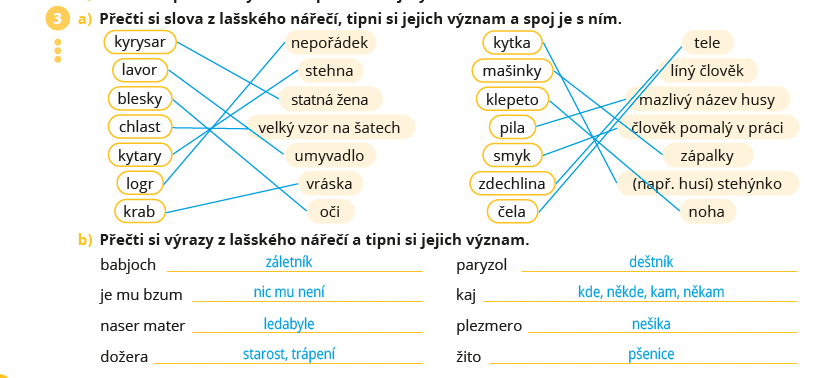 3 a) Přečti si slova z lašského nářečí, tipni si jejich význam a spoj je s ním.
kyrysar nepořádek kytka tele
lavor stehna mašinky líný člověk
blesky statná žena klepeto mazlivý název husy
chlast velký vzor na šatech pila člověk pomalý v práci
kytary umyvadlo smyk zápalky
logr vráska zdechlina (např. husí) stehýnko
krab oči čela noha
b) Přečti si výrazy z lašského nářečí a tipni si jejich význam.
babjoch záletník paryzol deštník
je mu bzum nic mu není kaj kde, někde, kam, někam
naser mater ledabyle plezmero nešika
dožera starost, trápení žito pšenice